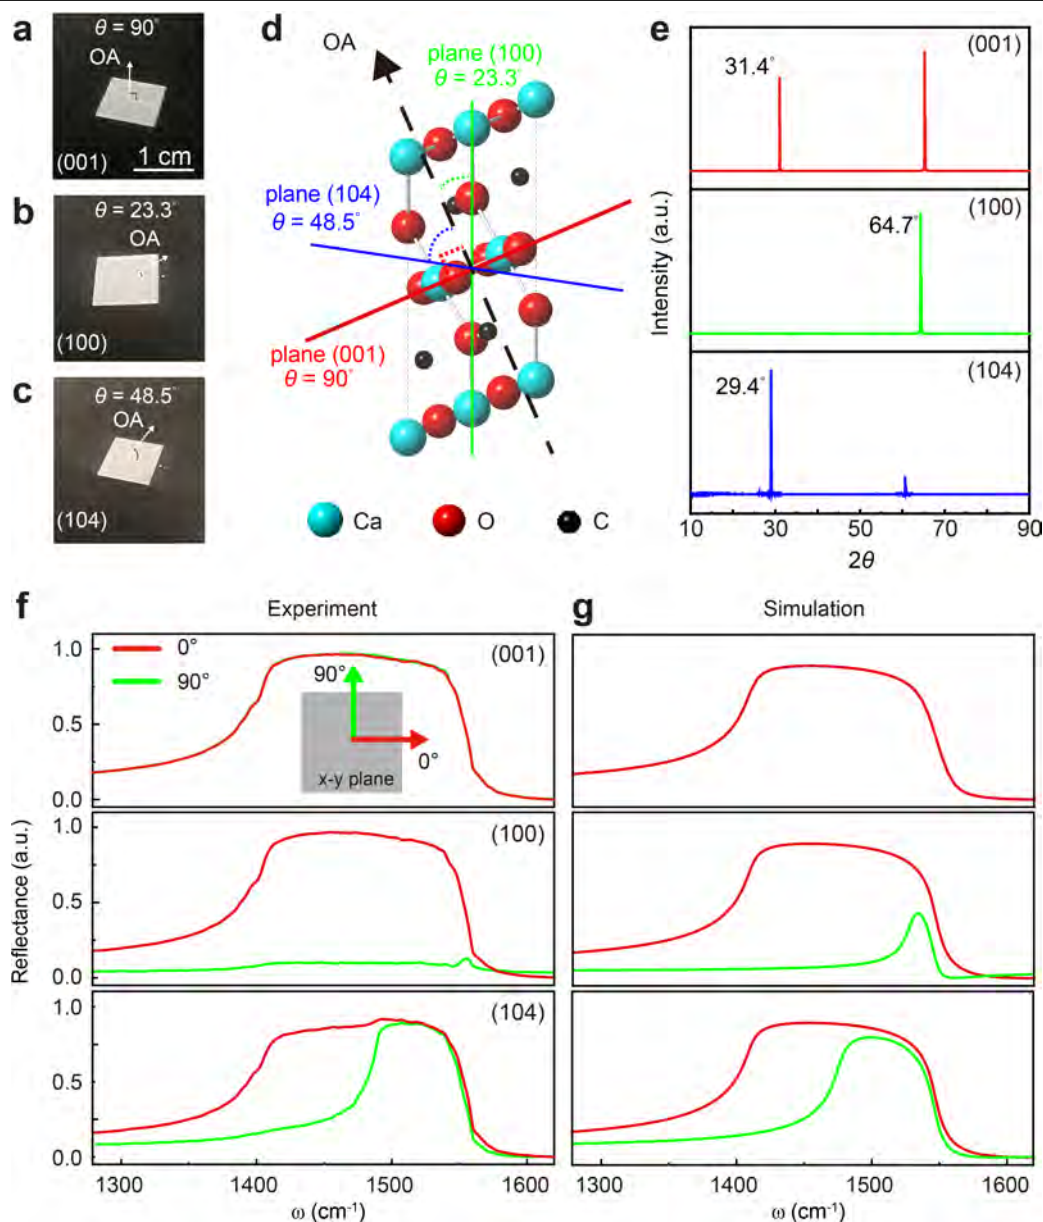 a
θ = 90°
OA
(001)
1 cm
b
θ = 23.3°
OA
(100)
c
θ = 48.5°
OA
(104)
d
OA
plane (100)
θ = 23.3°
plane (104)
θ = 48.5°
plane (001)
θ = 90°
Ca
O
C
e
(001)
31.4°
(100)
64.7°
(104)
29.4°
Intensity (a.u.)
10 30 50 70 90
2θ
f
Experiment
0°
90°
(001)
90°
0°
x-y plane
1.0
0.5
0.0
(100)
1.0
0.5
0.0
(104)
1.0
0.5
0.0
Reflectance (a.u.)
1300 1400 1500 1600
ω (cm⁻¹)
g
Simulation
(001)
(100)
(104)
1300 1400 1500 1600
ω (cm⁻¹)